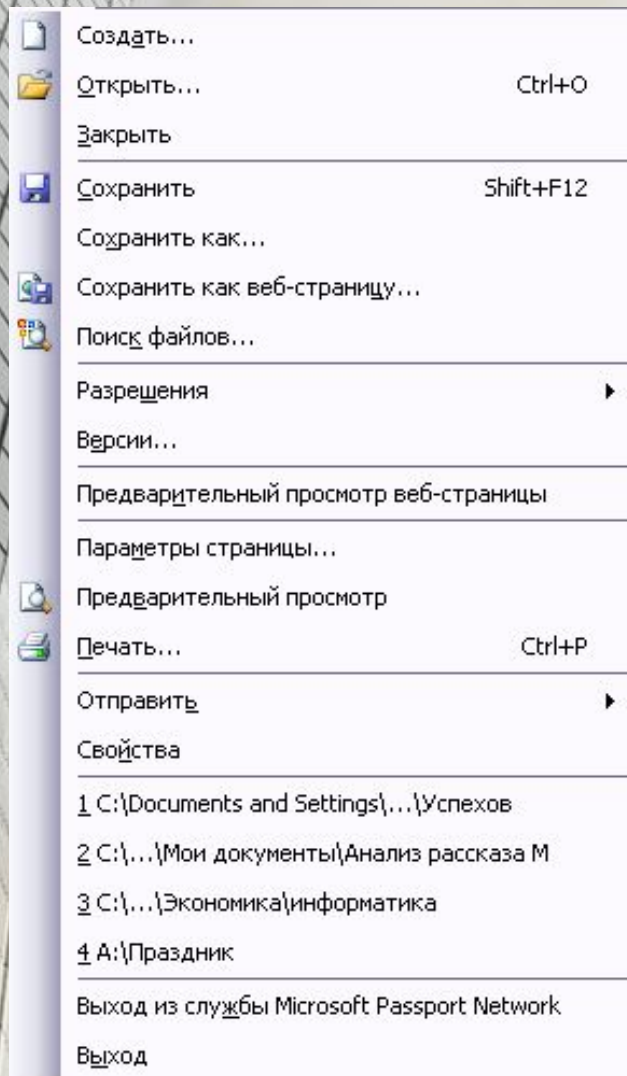 Создать...
Открыть... Ctrl+O
Закрыть
Сохранить Shift+F12
Сохранить как...
Сохранить как веб-страницу...
Поиск файлов...
Разрешения
Версии...
Предварительный просмотр веб-страницы
Параметры страницы...
Предварительный просмотр
Печать... Ctrl+P
Отправить
Свойства
1 C:\Documents and Settings\...\Успехов
2 C:\...\Мои документы\Анализ рассказа М
3 C:\...\Экономика\информатика
4 A:\Праздник
Выход из службы Microsoft Passport Network
Выход